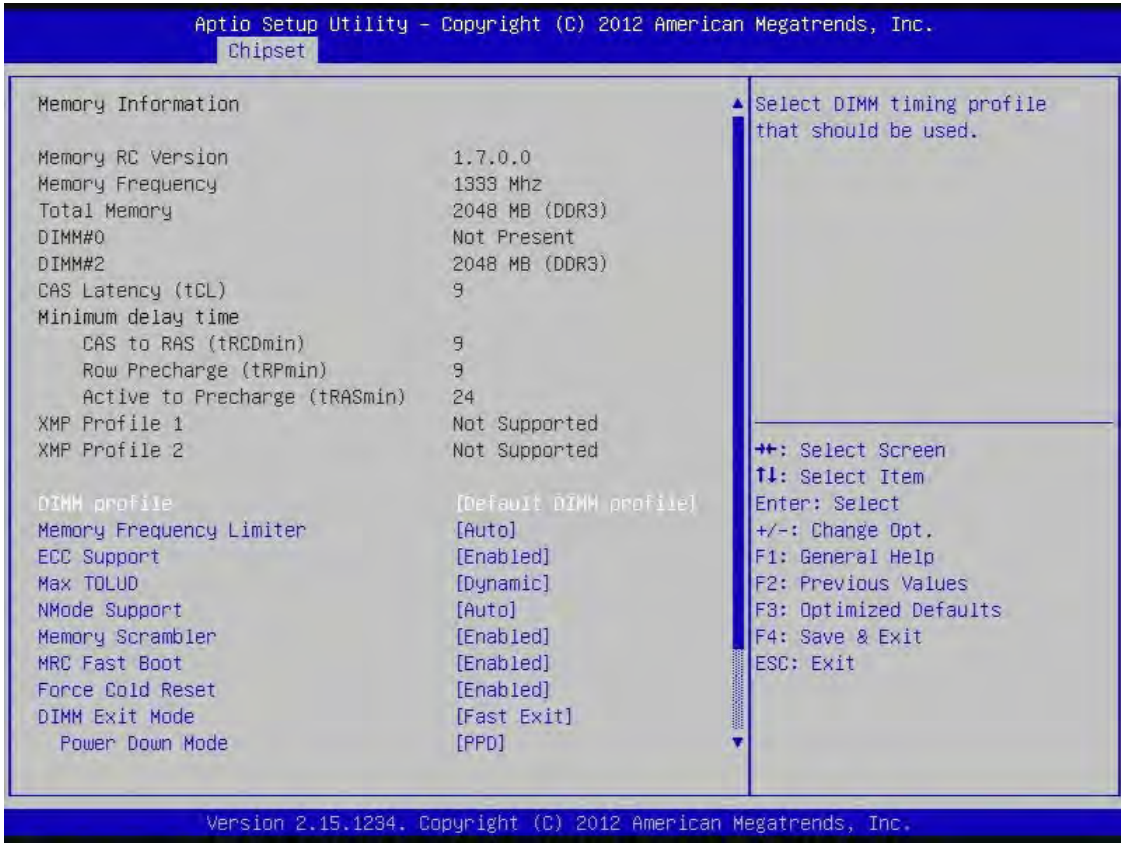 Aptio Setup Utility – Copyright (C) 2012 American Megatrends, Inc.
Chipset
Memory Information
Memory RC Version 1.7.0.0
Memory Frequency 1333 Mhz
Total Memory 2048 MB (DDR3)
DIMM#0 Not Present
DIMM#2 2048 MB (DDR3)
CAS Latency (tCL) 9
Minimum delay time
CAS to RAS (tRCDmin) 9
Row Precharge (tRPmin) 9
Active to Precharge (tRASmin) 24
XMP Profile 1 Not Supported
XMP Profile 2 Not Supported
DIMM profile [Default DIMM profile]
Memory Frequency Limiter [Auto]
ECC Support [Enabled]
Max TOLUD [Dynamic]
NMode Support [Auto]
Memory Scrambler [Enabled]
MRC Fast Boot [Enabled]
Force Cold Reset [Enabled]
DIMM Exit Mode [Fast Exit]
Power Down Mode [PPD]
Select DIMM timing profile
that should be used.
→←: Select Screen
↑↓: Select Item
Enter: Select
+/-: Change Opt.
F1: General Help
F2: Previous Values
F3: Optimized Defaults
F4: Save & Exit
ESC: Exit
Version 2.15.1234. Copyright (C) 2012 American Megatrends, Inc.